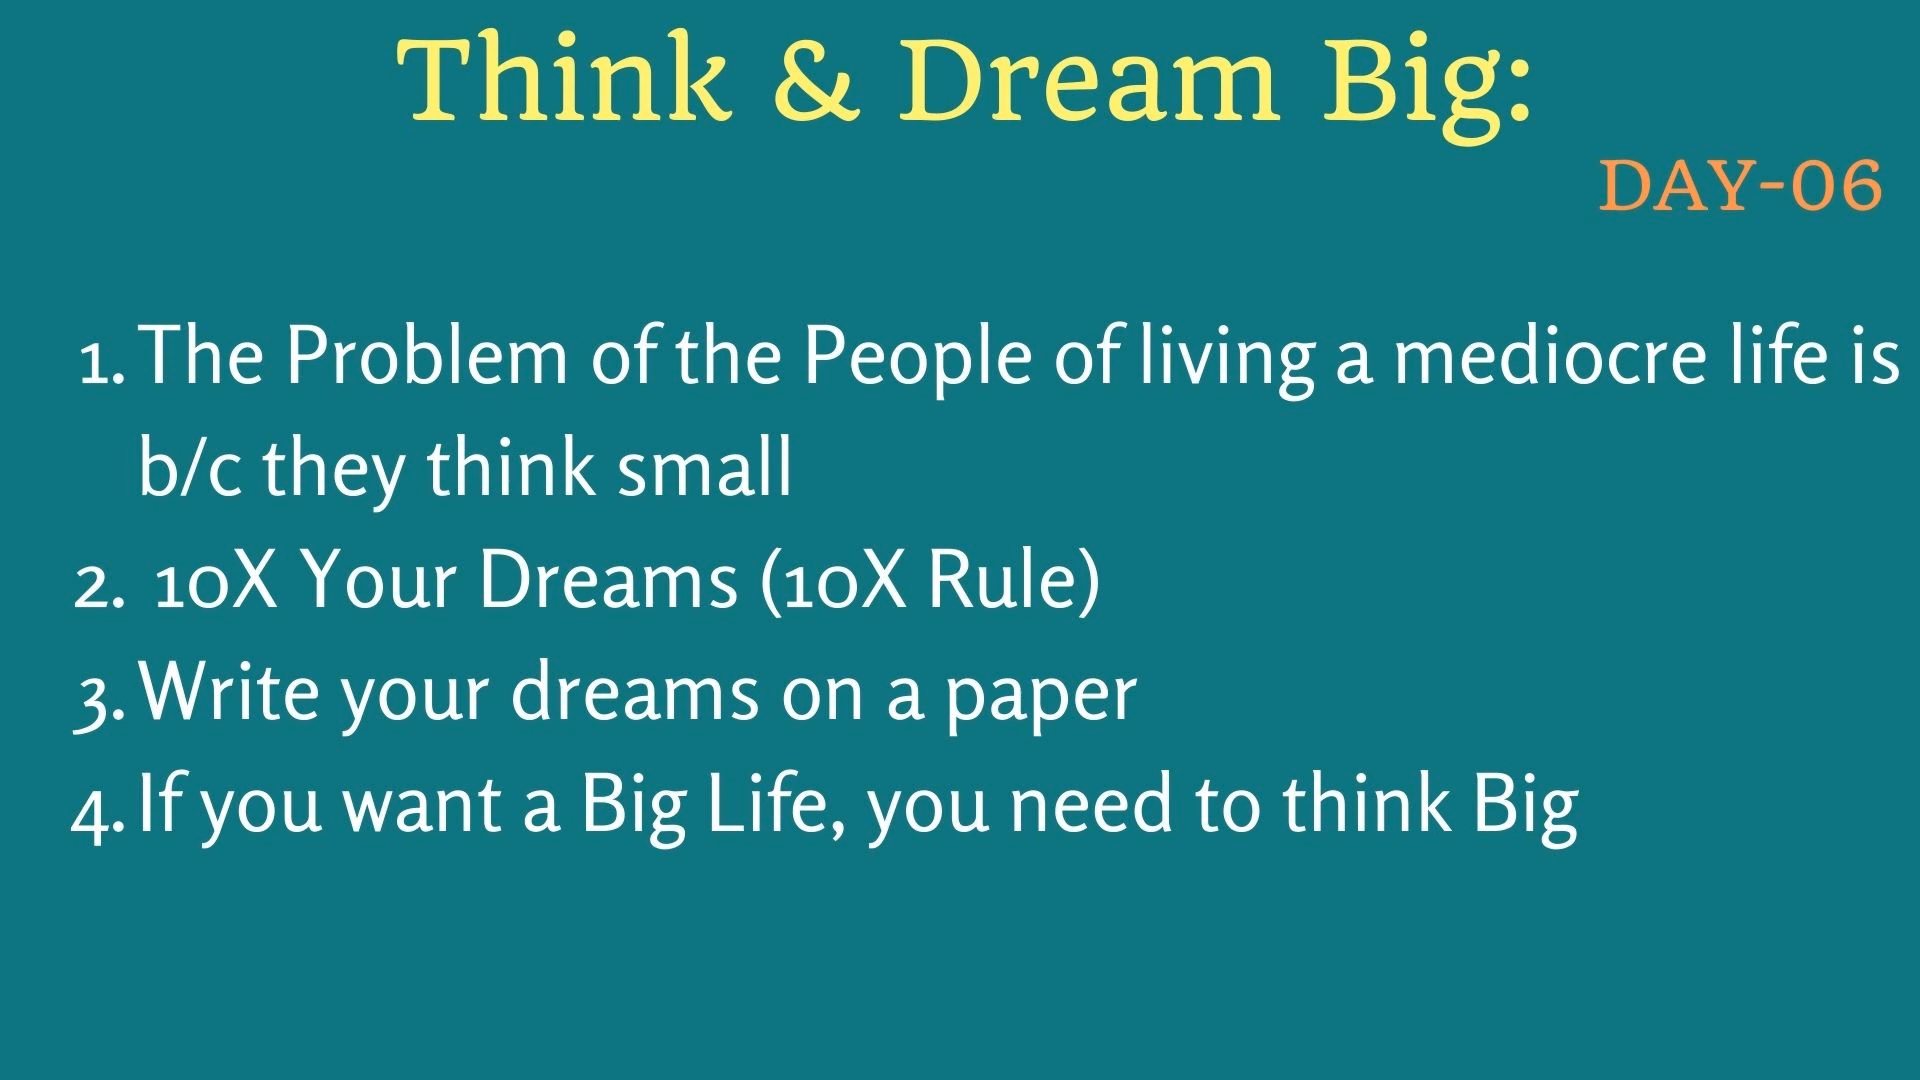 Think & Dream Big:
DAY-06
1. The Problem of the People of living a mediocre life is
b/c they think small
2. 10X Your Dreams (10X Rule)
3. Write your dreams on a paper
4. If you want a Big Life, you need to think Big